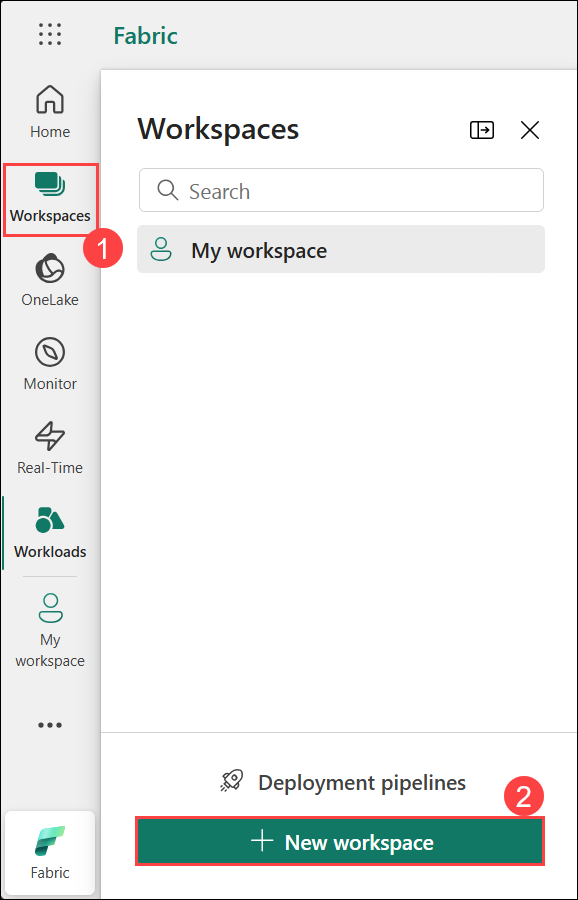 Fabric
Home
Workspaces
1
OneLake
Monitor
Real-Time
Workloads
My
workspace
Fabric
Workspaces
Search
My workspace
Deployment pipelines
2
New workspace